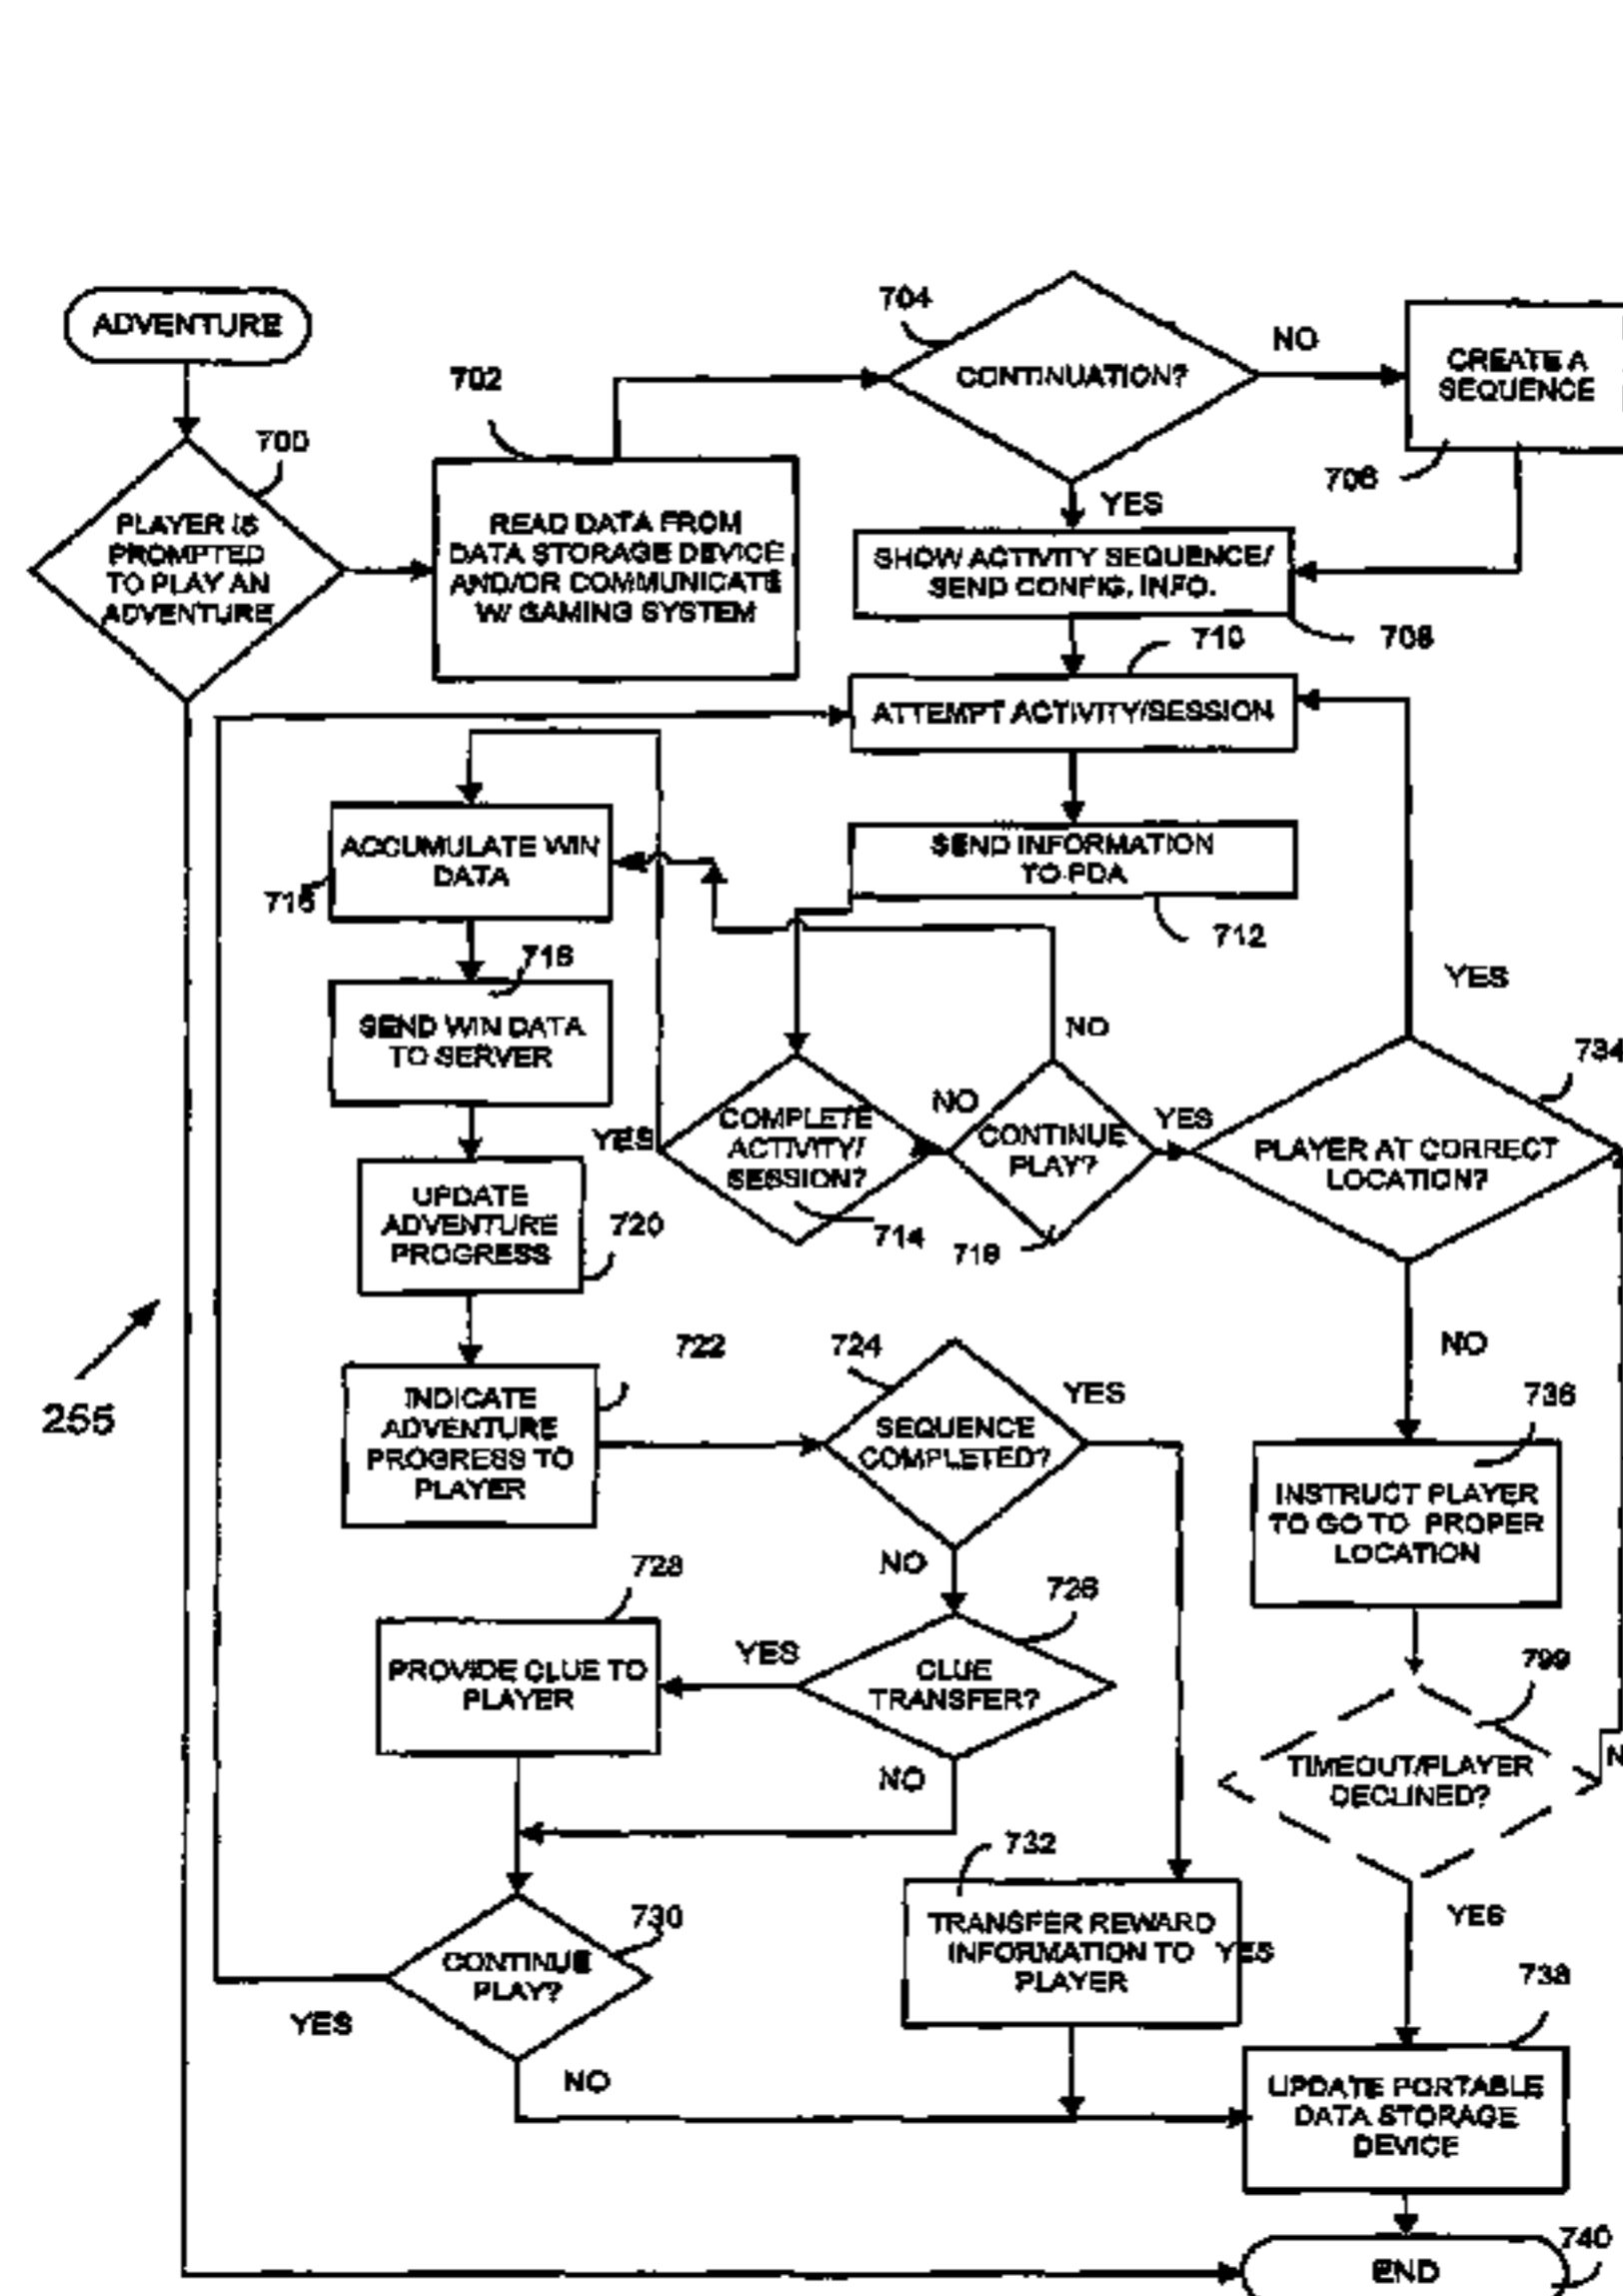 ADVENTURE
700
PLAYER IS
PROMPTED
TO PLAY AN
ADVENTURE
702
READ DATA FROM
DATA STORAGE DEVICE
AND/OR COMMUNICATE
W/ GAMING SYSTEM
704
CONTINUATION?
NO
CREATE A
SEQUENCE
706
YES
SHOW ACTIVITY SEQUENCE/
SEND CONFIG. INFO.
708
710
ATTEMPT ACTIVITY/SESSION
ACCUMULATE WIN
DATA
SEND INFORMATION
TO PDA
712
SEND WIN DATA
TO SERVER
YES
COMPLETE
ACTIVITY/
SESSION?
714
NO
CONTINUE
PLAY?
NO
YES
YES
734
PLAYER AT CORRECT
LOCATION?
UPDATE
ADVENTURE
PROGRESS
720
255
INDICATE
ADVENTURE
PROGRESS TO
PLAYER
722
724
SEQUENCE
COMPLETED?
YES
NO
NO
736
INSTRUCT PLAYER
TO GO TO PROPER
LOCATION
728
PROVIDE CLUE TO
PLAYER
YES
726
CLUE
TRANSFER?
NO
799
TIMEOUT/PLAYER
DECLINED?
N
YES
730
CONTINUE
PLAY?
YES
NO
732
TRANSFER REWARD
INFORMATION TO YES
PLAYER
738
UPDATE PORTABLE
DATA STORAGE
DEVICE
740
END